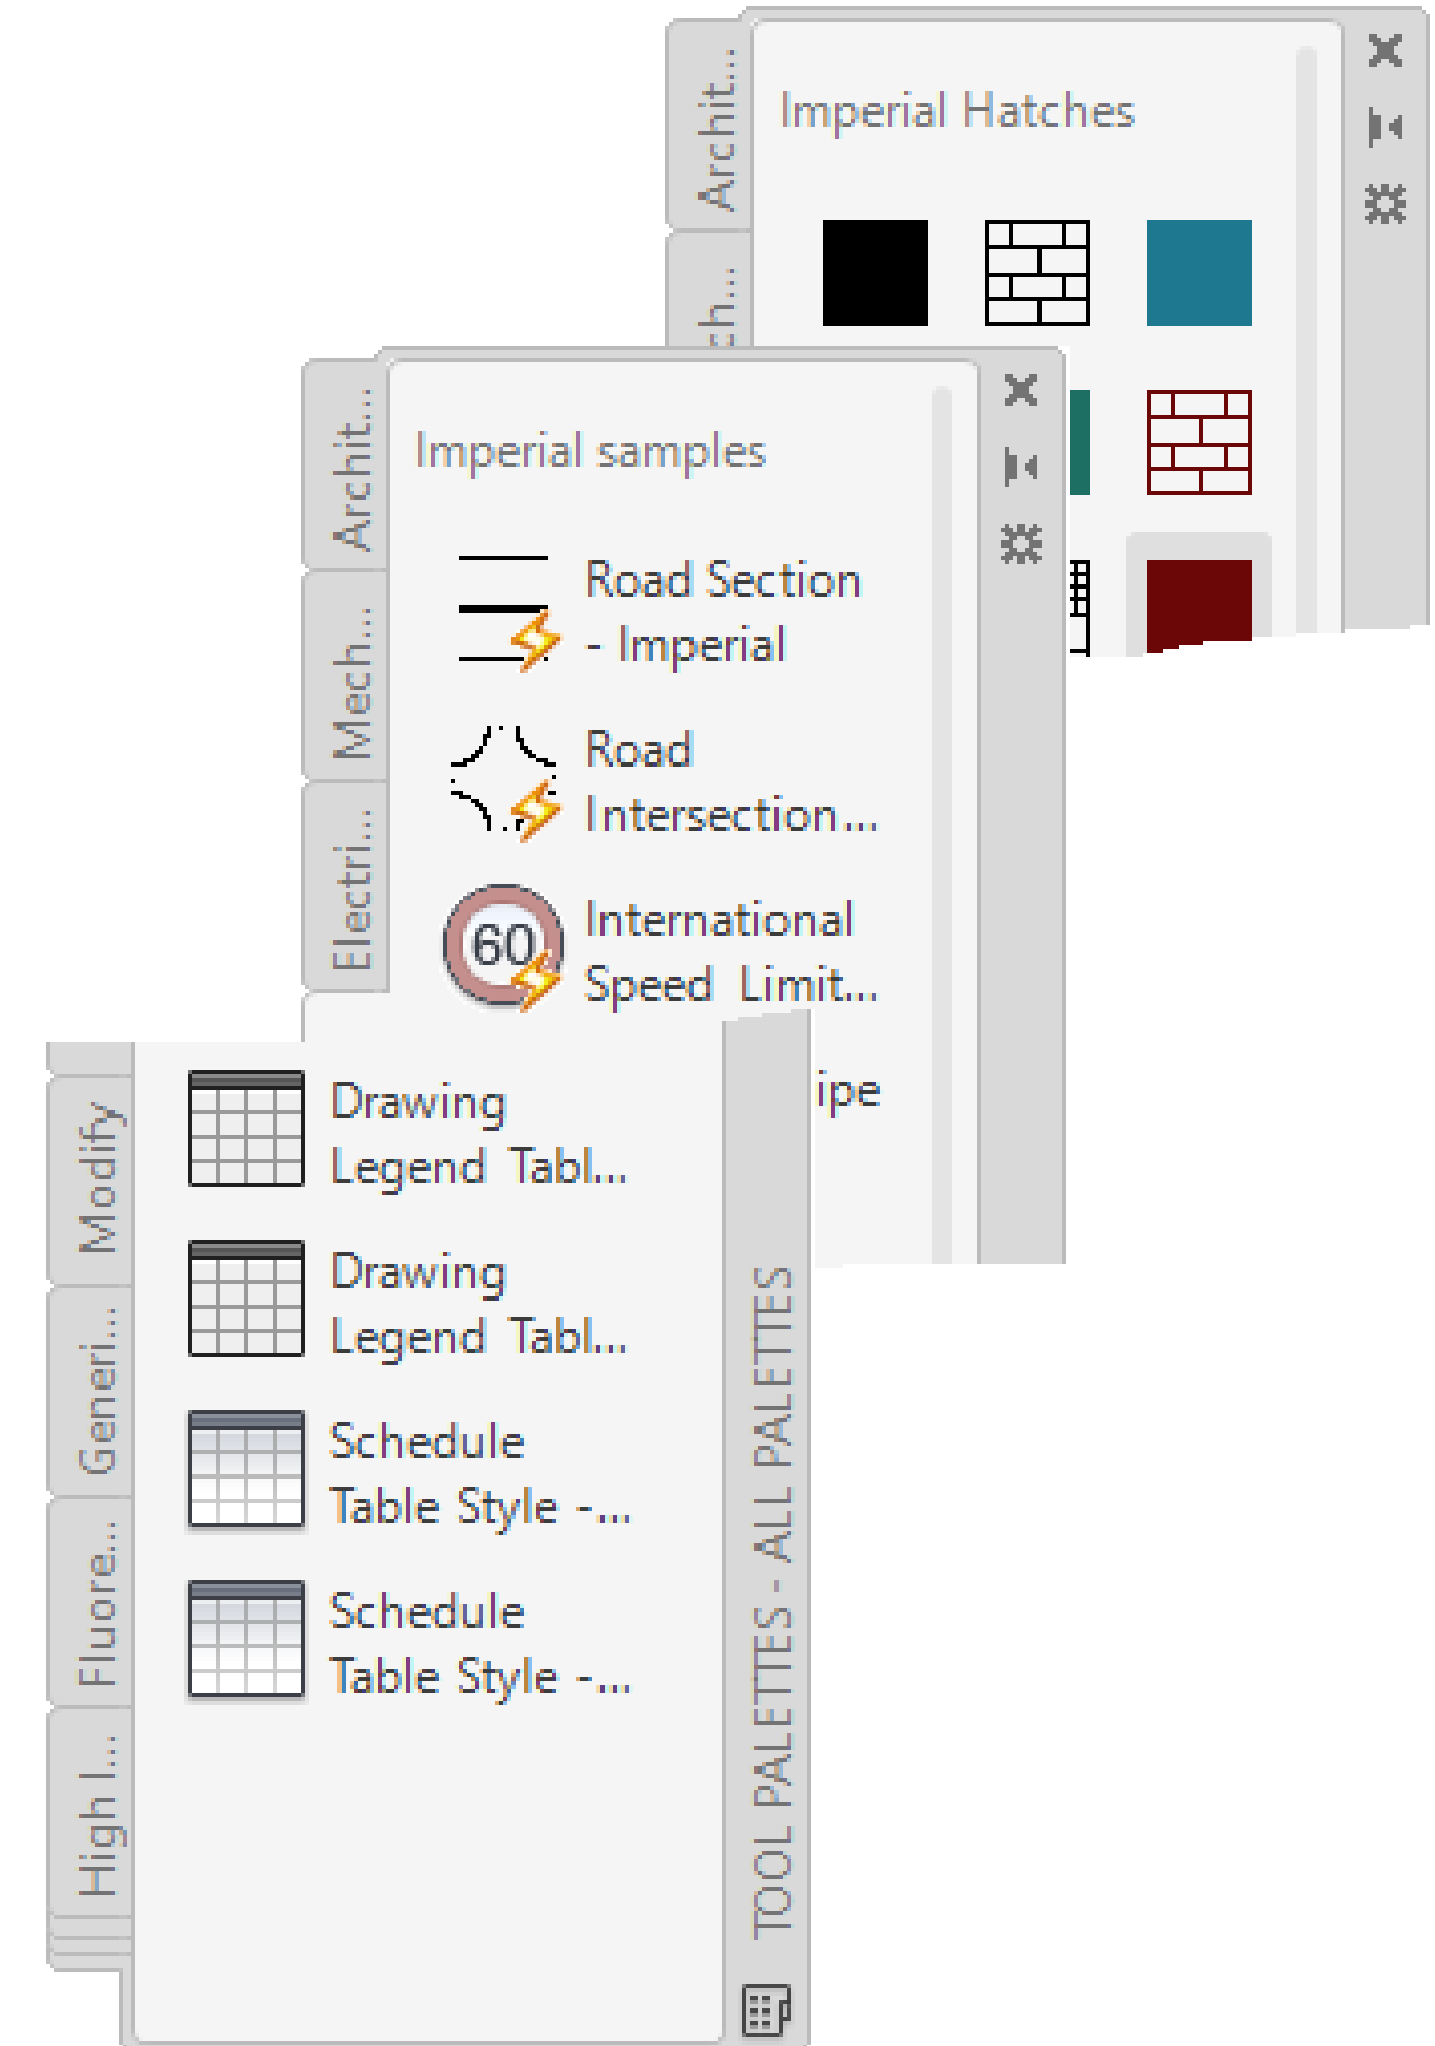 Archit...
ch...
Imperial Hatches
Archit...
Mech...
Electri...
Imperial samples
Road Section
- Imperial
Road
Intersection...
60
International
Speed Limit...
ipe
Modify
Generi...
Fluore...
High I...
Drawing
Legend Tabl...
Drawing
Legend Tabl...
Schedule
Table Style -...
Schedule
Table Style -...
TOOL PALETTES - ALL PALETTES